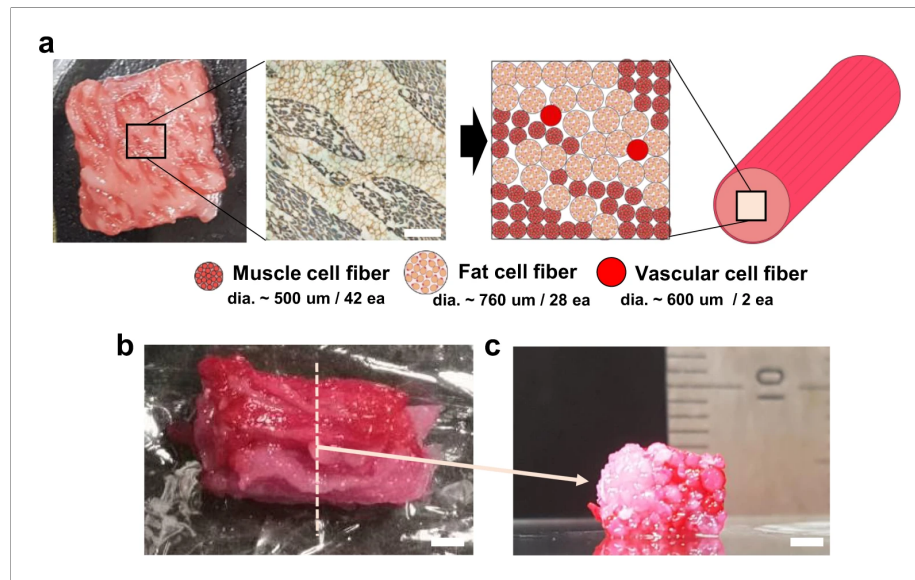 a
Muscle cell fiber
dia. ~ 500 um / 42 ea
Fat cell fiber
dia. ~ 760 um / 28 ea
Vascular cell fiber
dia. ~ 600 um / 2 ea
b
c
0